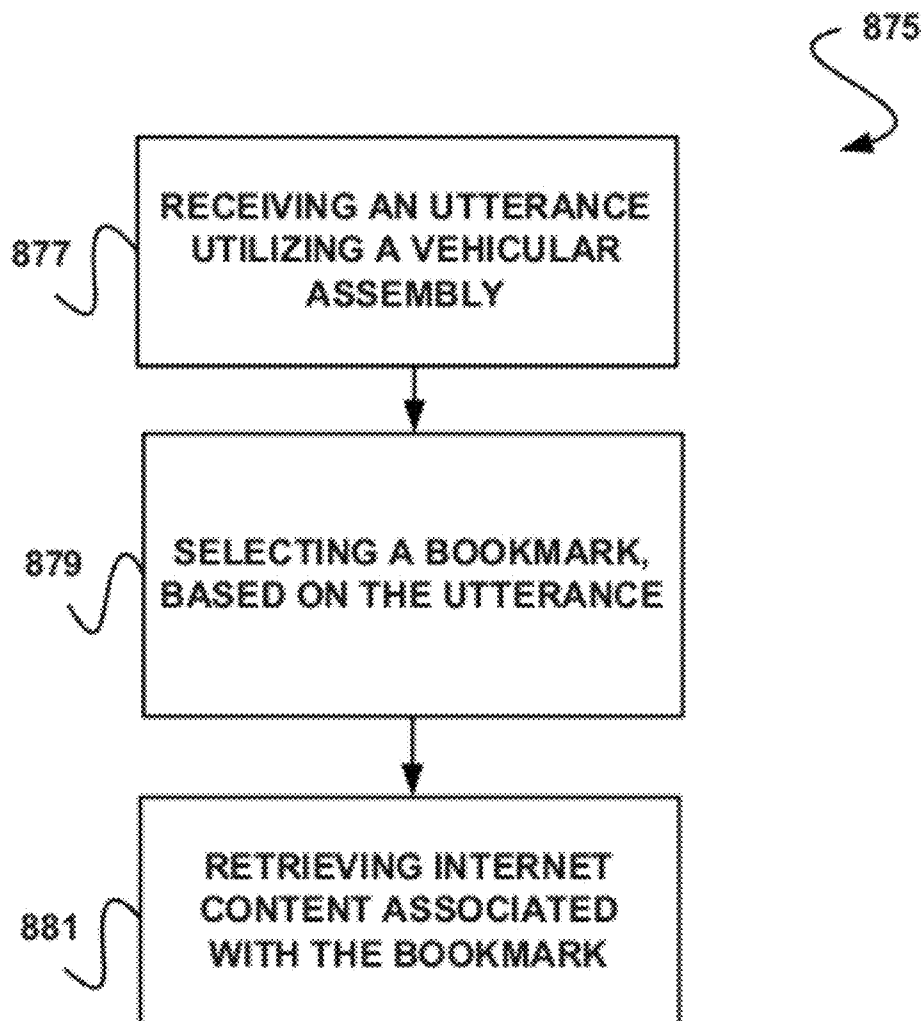 875
RECEIVING AN UTTERANCE
UTILIZING A VEHICULAR
ASSEMBLY
877
SELECTING A BOOKMARK,
BASED ON THE UTTERANCE
879
RETRIEVING INTERNET
CONTENT ASSOCIATED
WITH THE BOOKMARK
881